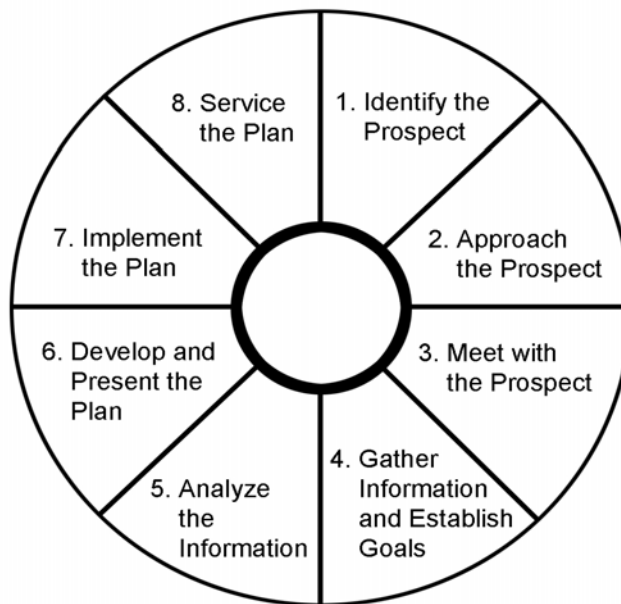 1. Identify the
Prospect
2. Approach
the Prospect
3. Meet with
the Prospect
4. Gather
Information
and Establish
Goals
5. Analyze
the
Information
6. Develop and
Present the
Plan
7. Implement
the Plan
8. Service
the Plan